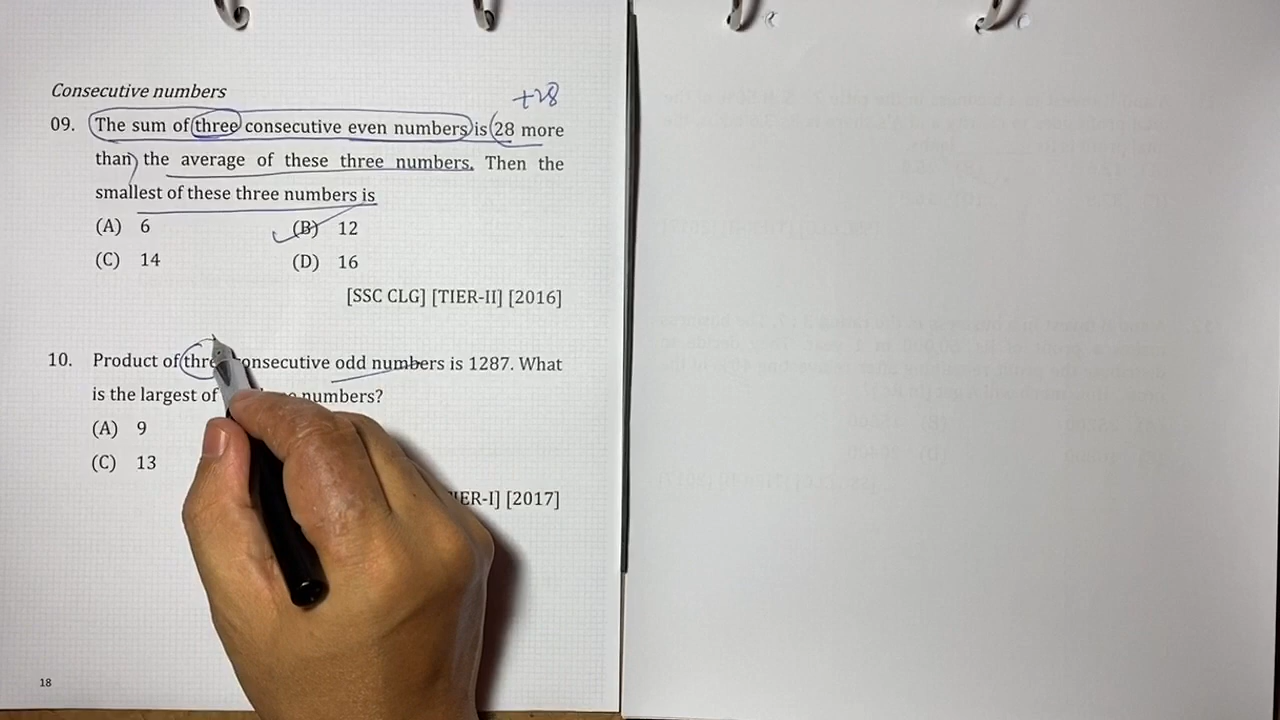 Consecutive numbers
+28
09. The sum of three consecutive even numbers is 28 more
than the average of these three numbers. Then the
smallest of these three numbers is
(A) 6 (B) 12
(C) 14 (D) 16
[SSC CLG] [TIER-II] [2016]
10. Product of consecutive odd numbers is 1287. What
is the largest of numbers?
(A) 9
(C) 13
[2017]
18